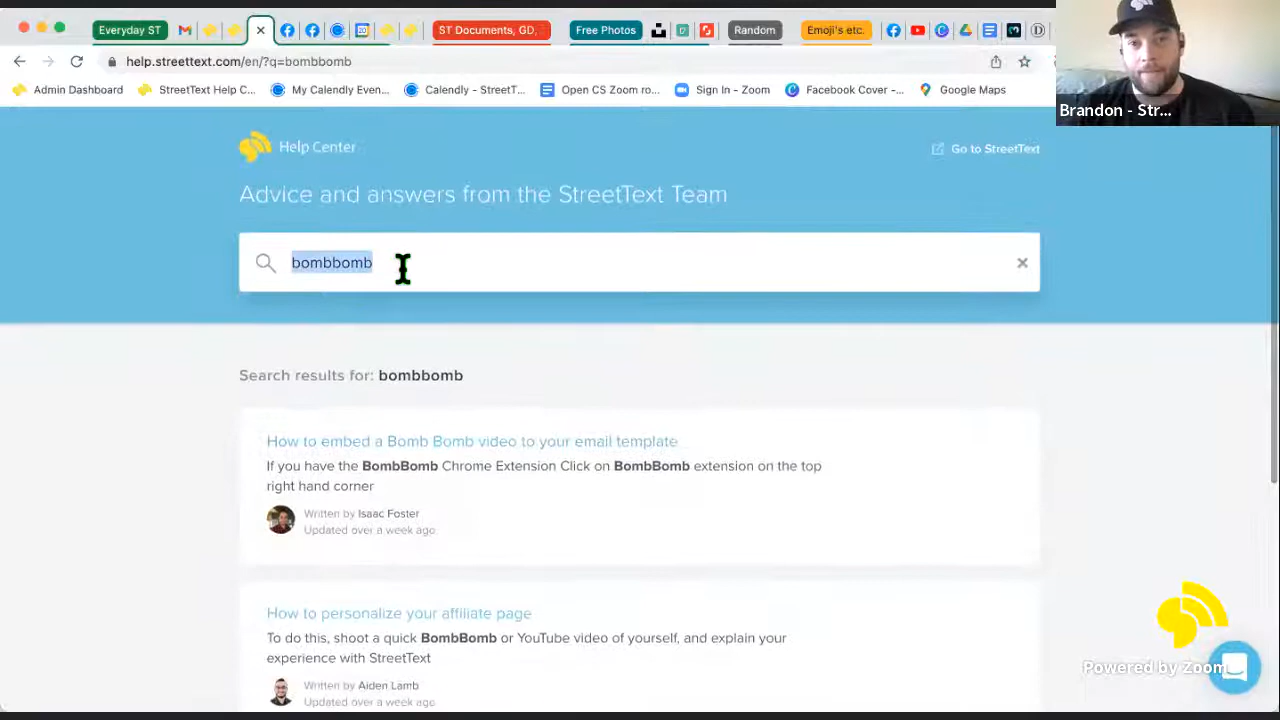 Everyday ST
ST Documents, GD,
Free Photos
Random
Emoji's etc.
help.streettext.com/en/?q=bombbomb
Admin Dashboard
StreetText Help C...
My Calendly Even...
Calendly - StreetT...
Open CS Zoom ro...
Sign In - Zoom
Facebook Cover -...
Google Maps
Brandon - Str...
Help Center
Go to StreetText
Advice and answers from the StreetText Team
bombbomb
Search results for: bombbomb
How to embed a Bomb Bomb video to your email template
If you have the BombBomb Chrome Extension Click on BombBomb extension on the top
right hand corner
Written by Isaac Foster
Updated over a week ago
How to personalize your affiliate page
To do this, shoot a quick BombBomb or YouTube video of yourself, and explain your
experience with StreetText
Written by Aiden Lamb
Updated over a week ago
Powered by Zoom